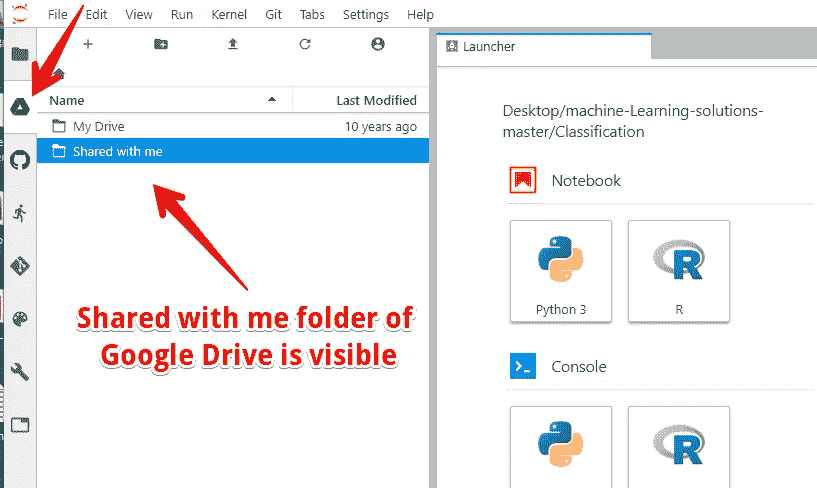 File Edit View Run Kernel Git Tabs Settings Help
Launcher
Name Last Modified
My Drive 10 years ago
Shared with me
Desktop/machine-Learning-solutions-
master/Classification
Notebook
Python 3 R
Shared with me folder of
Google Drive is visible
Console